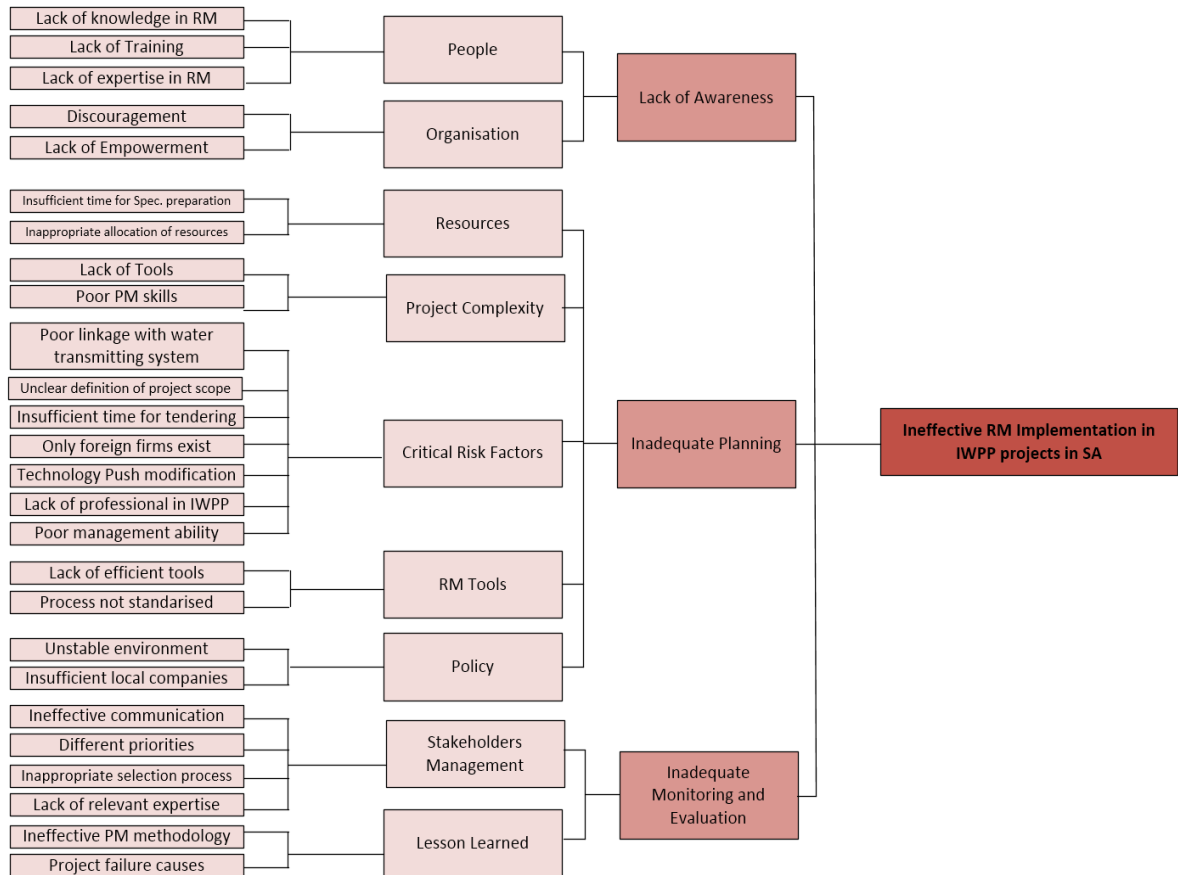 Lack of knowledge in RM
Lack of Training
Lack of expertise in RM
People
Discouragement
Lack of Empowerment
Organisation
Lack of Awareness
Insufficient time for Spec. preparation
Inappropriate allocation of resources
Resources
Lack of Tools
Poor PM skills
Project Complexity
Poor linkage with water
transmitting system
Unclear definition of project scope
Insufficient time for tendering
Only foreign firms exist
Technology Push modification
Lack of professional in IWPP
Poor management ability
Critical Risk Factors
Lack of efficient tools
Process not standarised
RM Tools
Unstable environment
Insufficient local companies
Policy
Inadequate Planning
Ineffective communication
Different priorities
Inappropriate selection process
Lack of relevant expertise
Stakeholders
Management
Ineffective PM methodology
Project failure causes
Lesson Learned
Inadequate
Monitoring and
Evaluation
Ineffective RM Implementation in
IWPP projects in SA